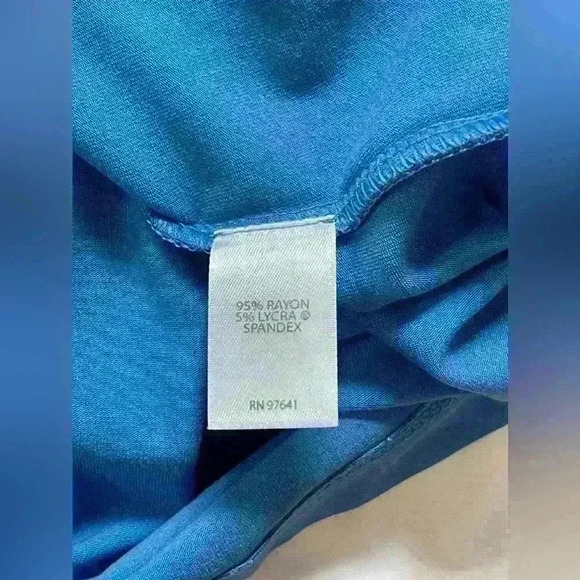 95% RAYON
5% LYCRA ®
SPANDEX
RN 97641